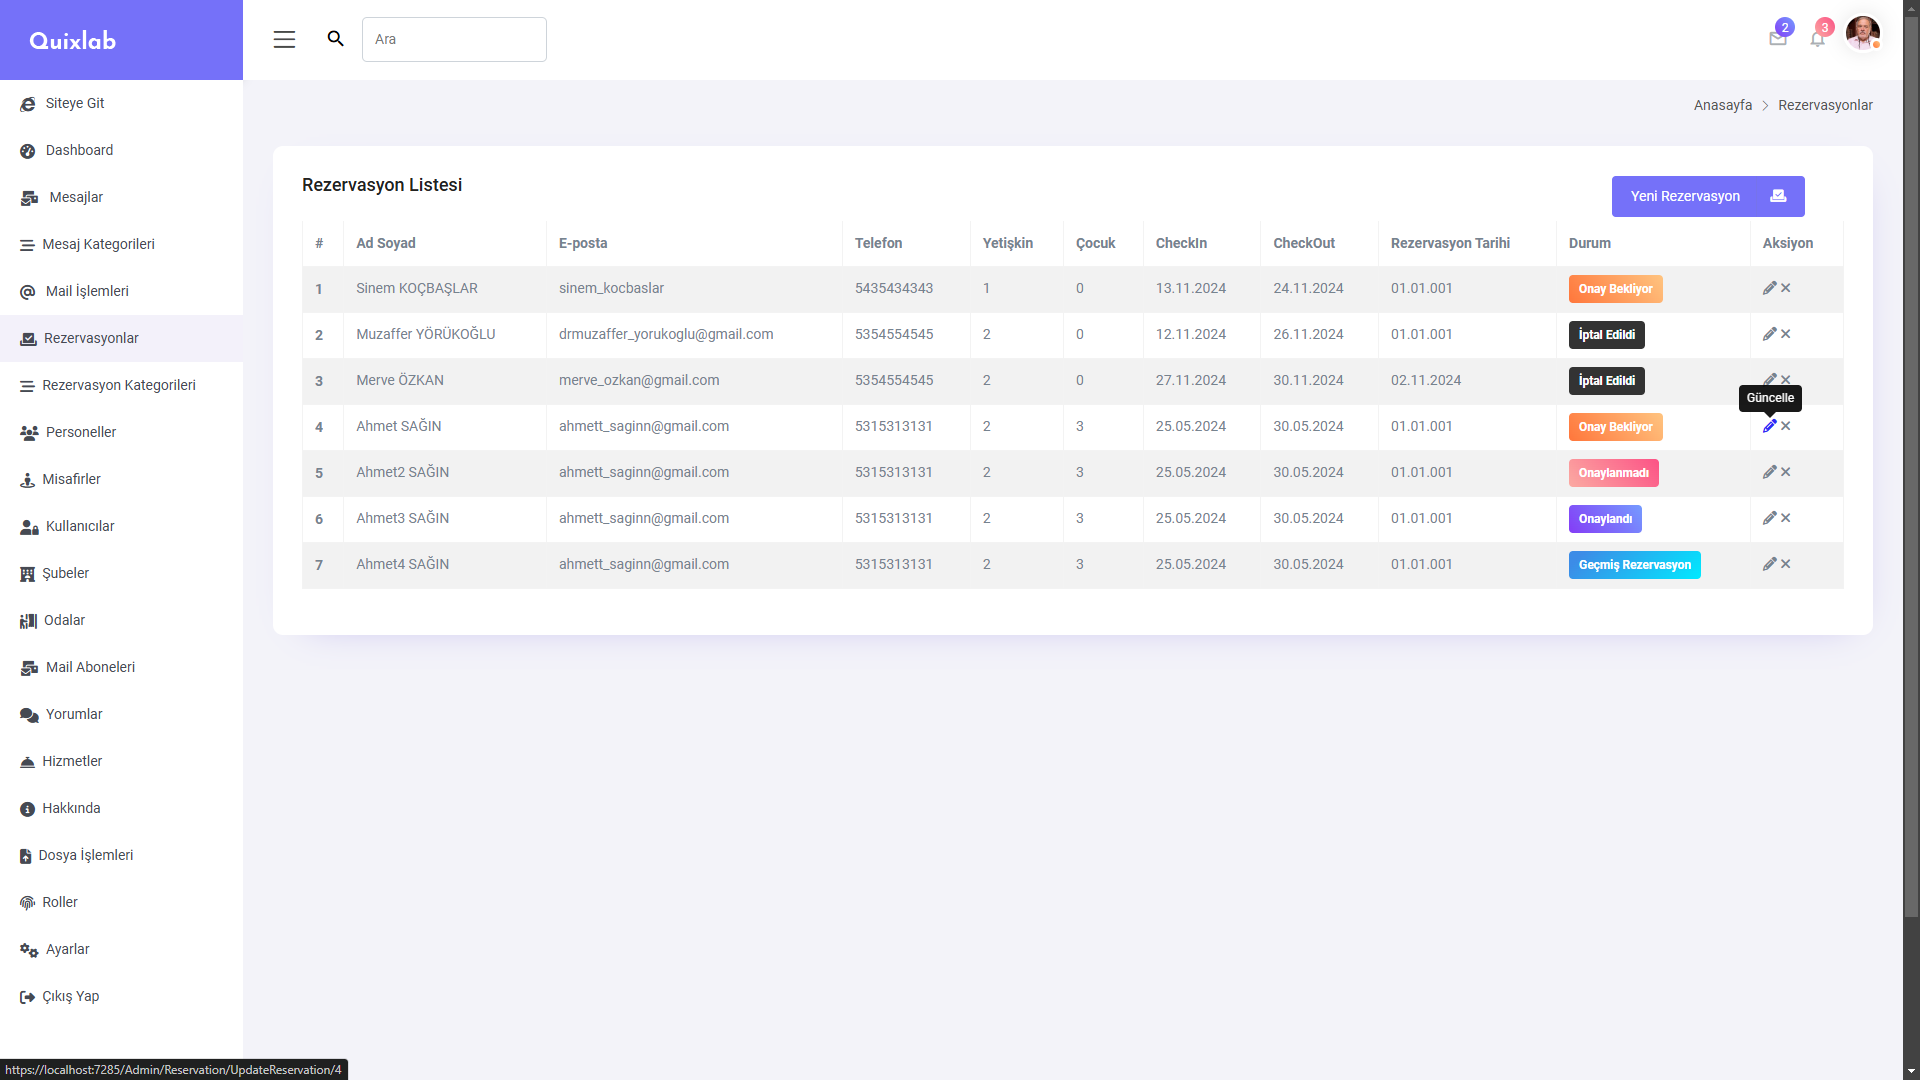 Quixlab
Ara
2
3
Siteye Git
Dashboard
Mesajlar
Mesaj Kategorileri
Mail İşlemleri
Rezervasyonlar
Rezervasyon Kategorileri
Personeller
Misafirler
Kullanıcılar
Şubeler
Odalar
Mail Aboneleri
Yorumlar
Hizmetler
Hakkında
Dosya İşlemleri
Roller
Ayarlar
Çıkış Yap
Anasayfa > Rezervasyonlar
Rezervasyon Listesi
Yeni Rezervasyon
# Ad Soyad E-posta Telefon Yetişkin Çocuk CheckIn CheckOut Rezervasyon Tarihi Durum Aksiyon
1 Sinem KOÇBAŞLAR sinem_kocbaslar 5435434343 1 0 13.11.2024 24.11.2024 01.01.001 Onay Bekliyor
2 Muzaffer YÖRÜKOĞLU drmuzaffer_yorukoglu@gmail.com 5354554545 2 0 12.11.2024 26.11.2024 01.01.001 İptal Edildi
3 Merve ÖZKAN merve_ozkan@gmail.com 5354554545 2 0 27.11.2024 30.11.2024 02.11.2024 İptal Edildi
Güncelle
4 Ahmet SAĞIN ahmett_saginn@gmail.com 5315313131 2 3 25.05.2024 30.05.2024 01.01.001 Onay Bekliyor
5 Ahmet2 SAĞIN ahmett_saginn@gmail.com 5315313131 2 3 25.05.2024 30.05.2024 01.01.001 Onaylanmadı
6 Ahmet3 SAĞIN ahmett_saginn@gmail.com 5315313131 2 3 25.05.2024 30.05.2024 01.01.001 Onaylandı
7 Ahmet4 SAĞIN ahmett_saginn@gmail.com 5315313131 2 3 25.05.2024 30.05.2024 01.01.001 Geçmiş Rezervasyon
https://localhost:7285/Admin/Reservation/UpdateReservation/4